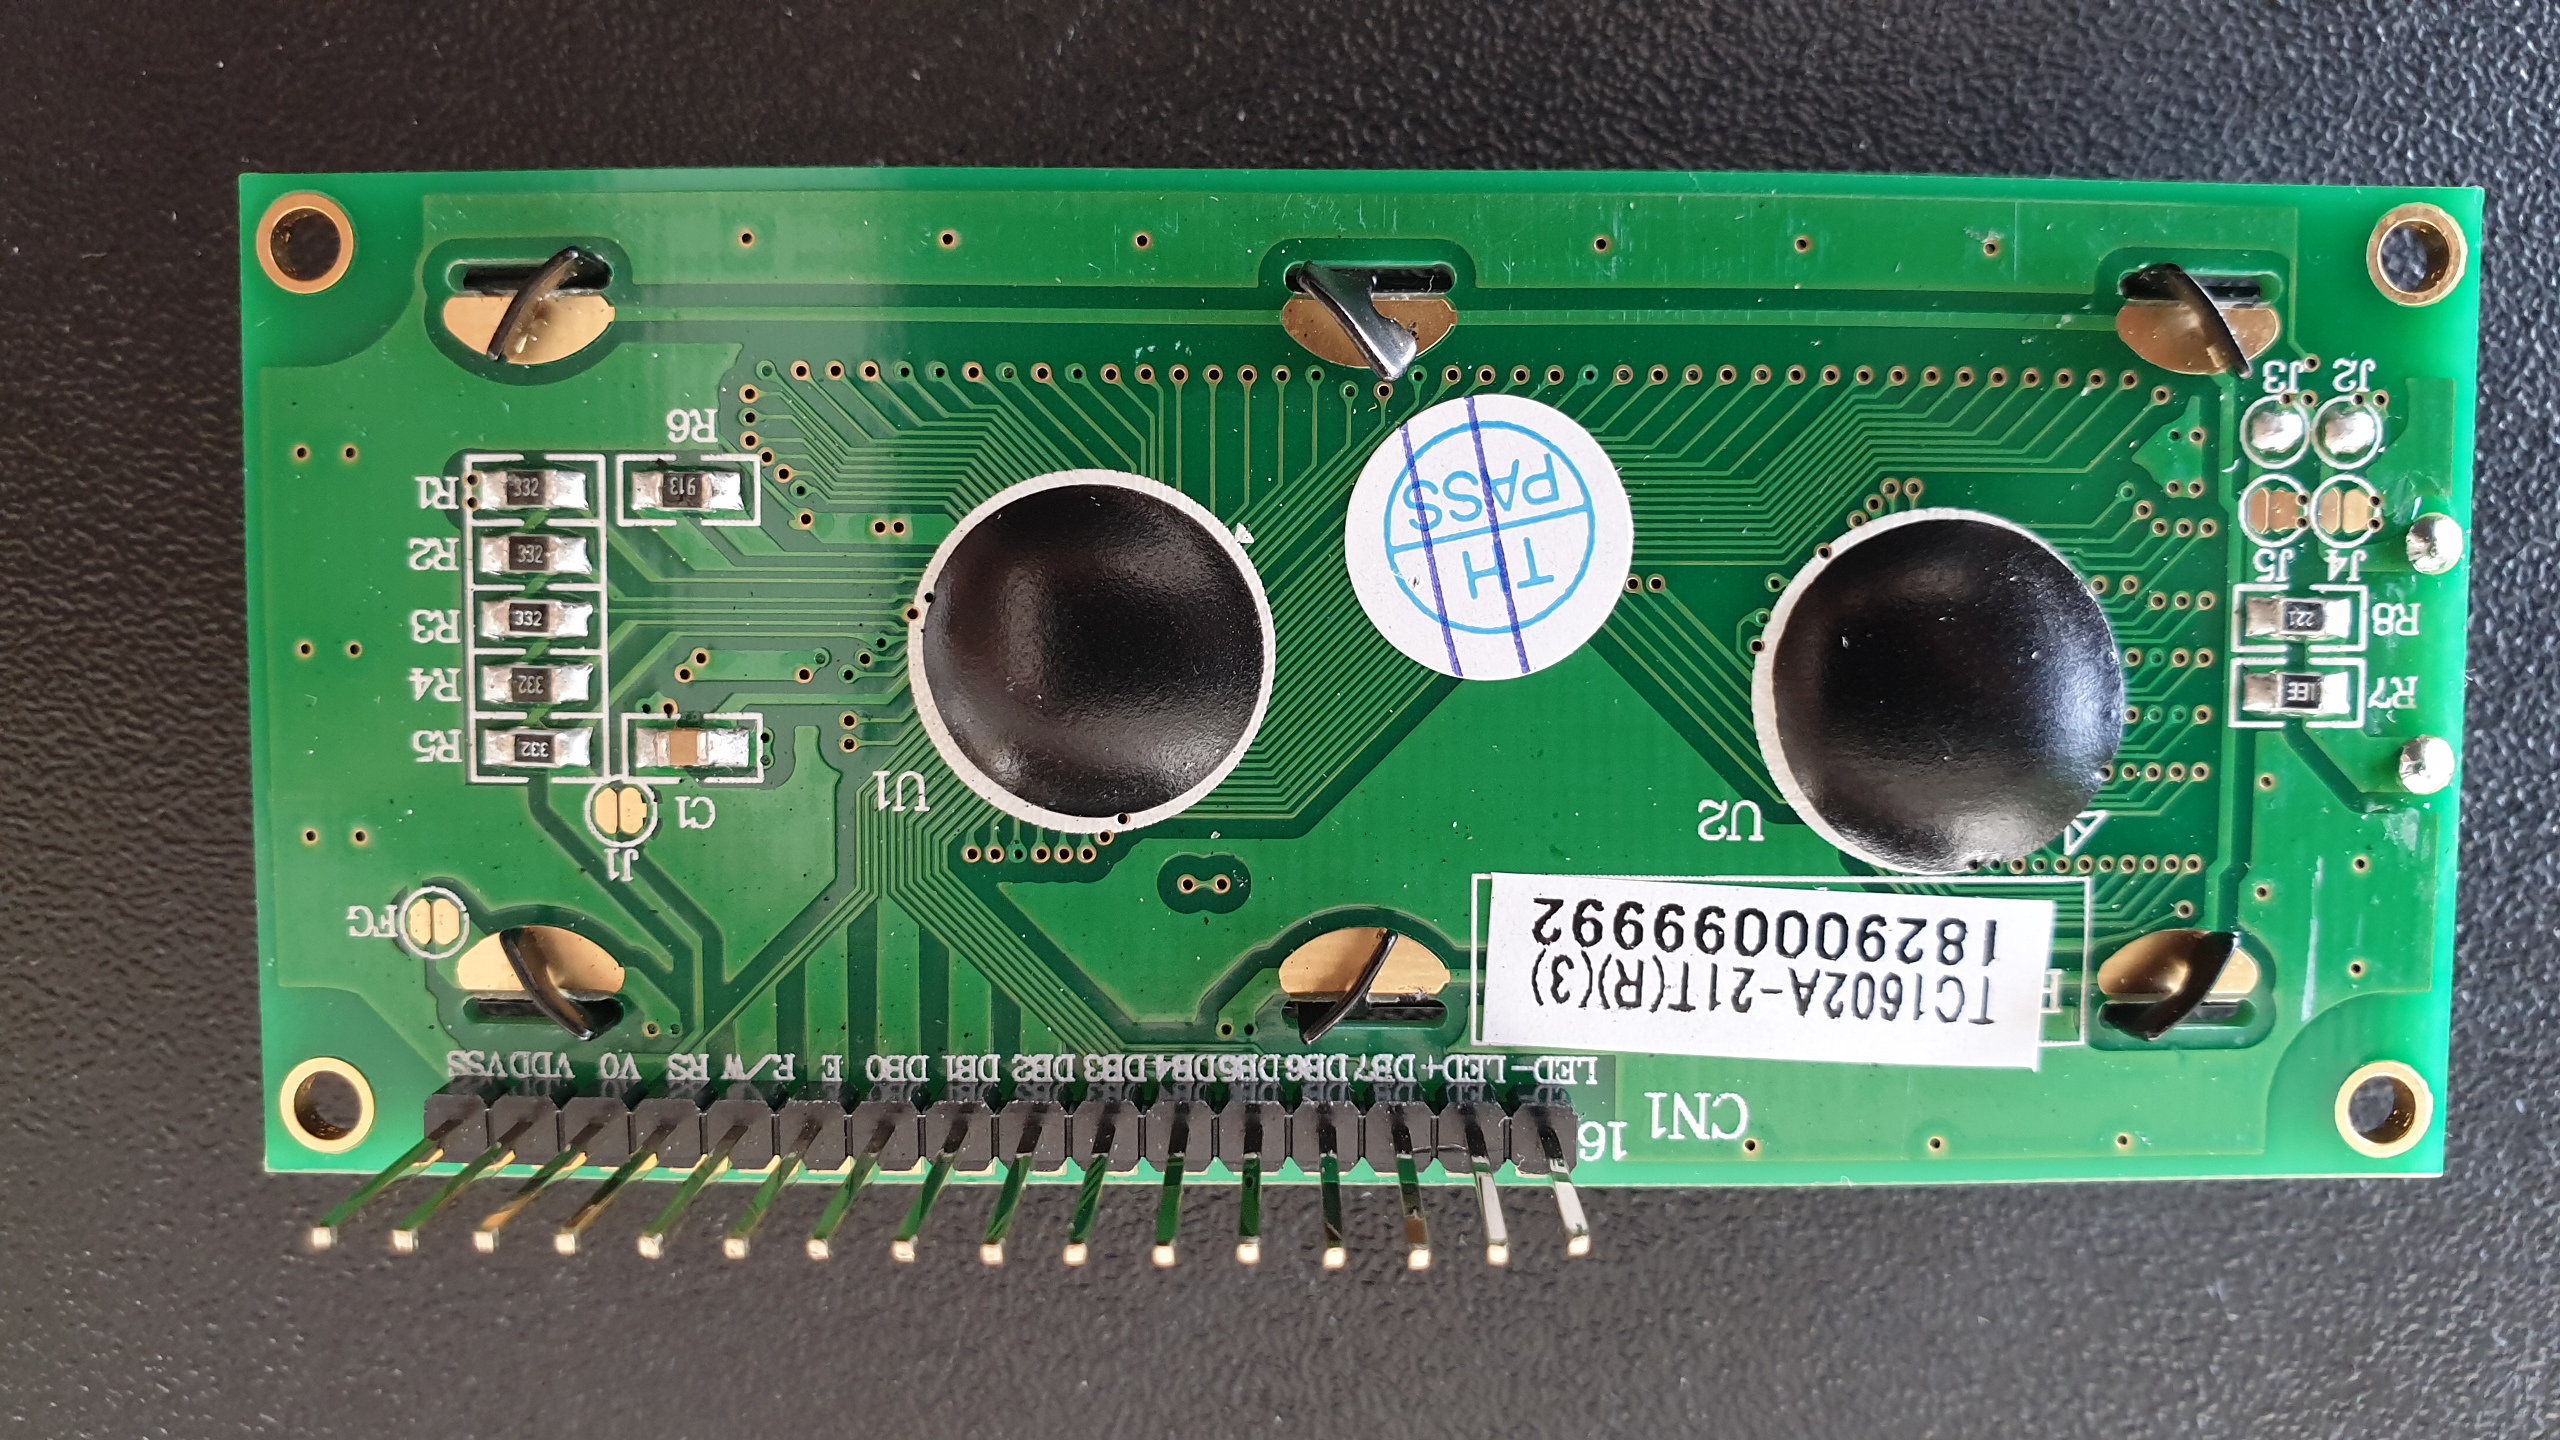 CN1
16
LED- LED+ DB7 DB6 DB5 DB4 DB3 DB2 DB1 DB0 E R/W RS V0 VDD VSS
TC1602A-21T(R)(3)
182900099992
FG
J1
U2
U1
C1
R5
332
R4
332
R3
332
R2
332
R1
332
R6
913
R7
R8
221
J4 J5
J2 J3
TH
PASS